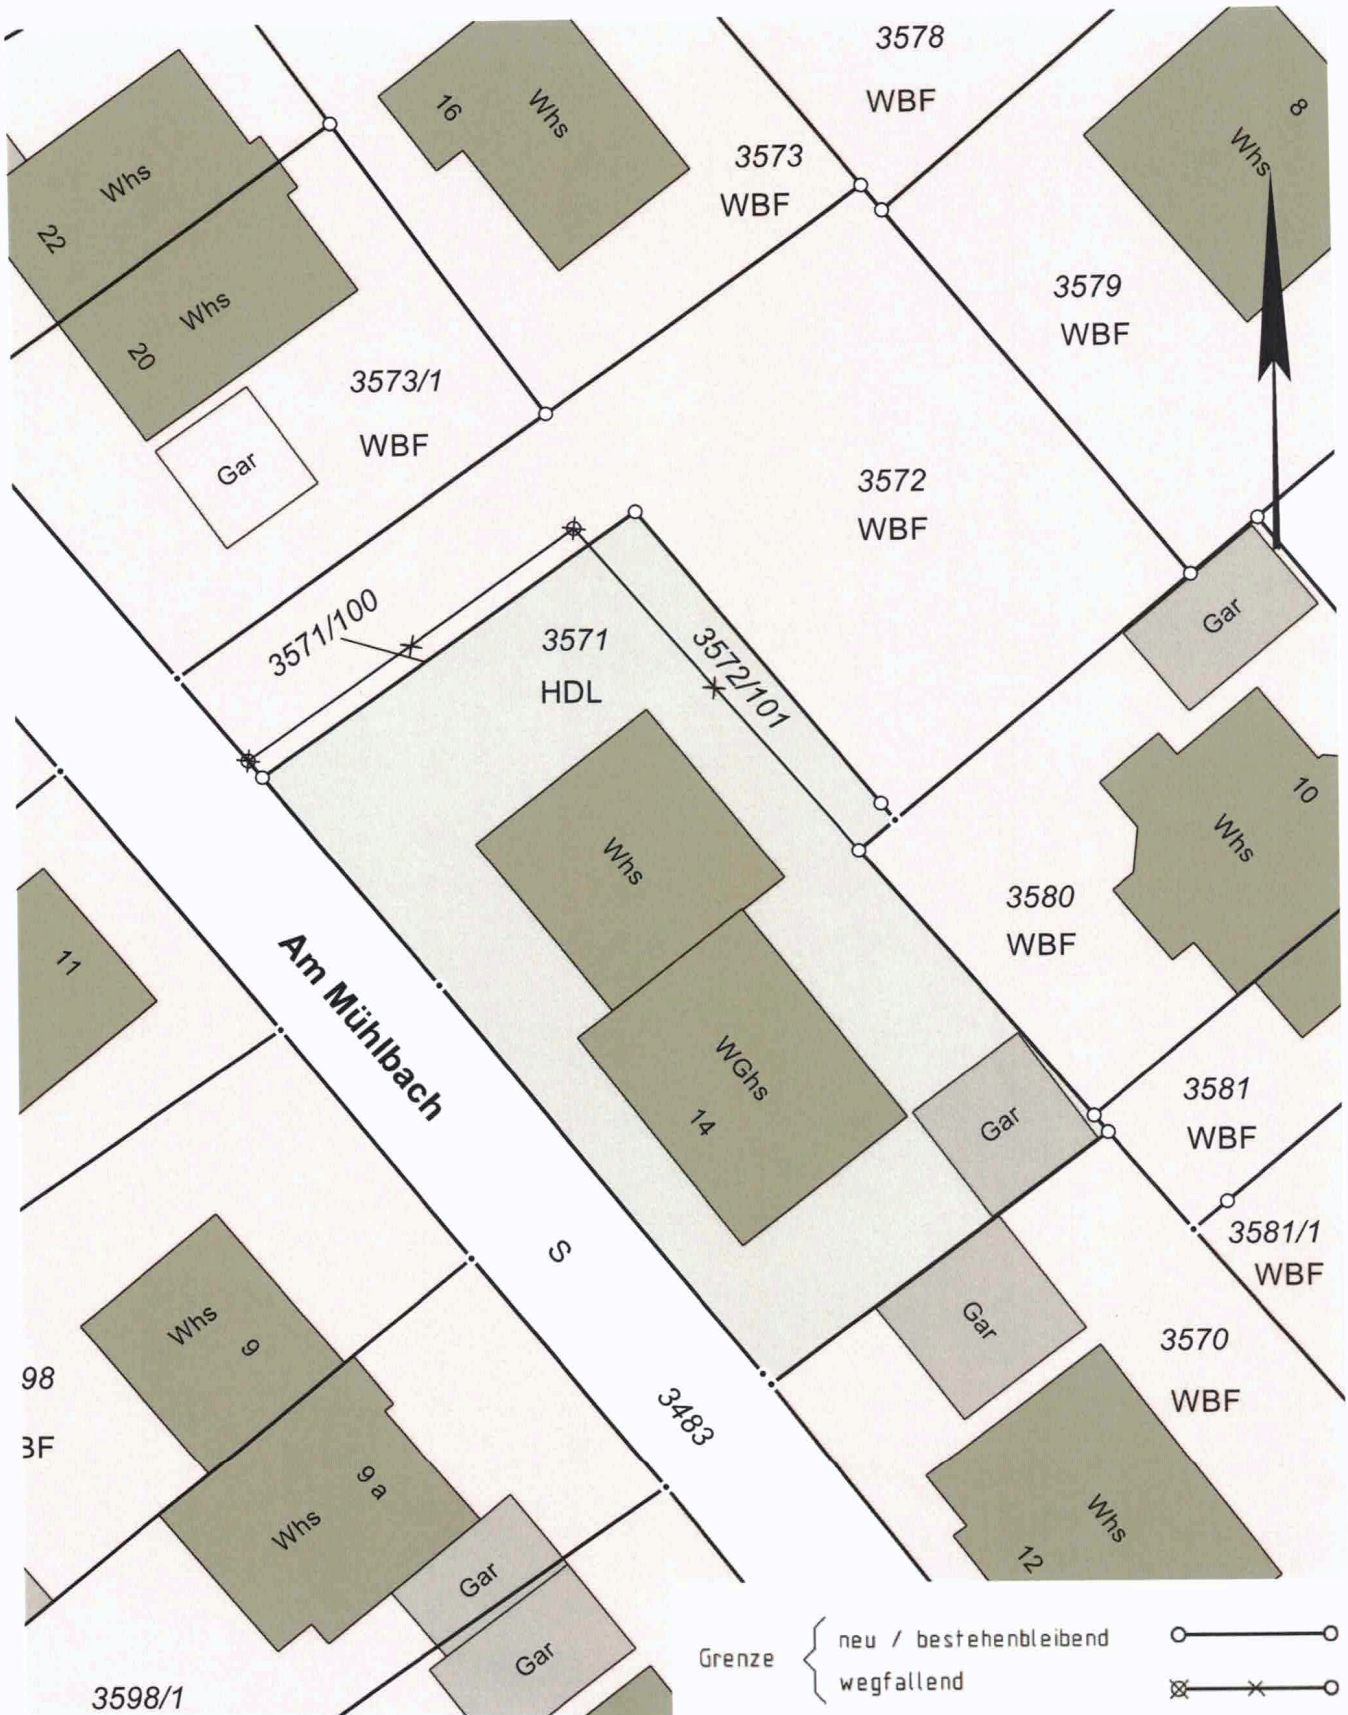 3578
WBF
16
Whs
8
Whs
3573
WBF
Whs
22
3579
WBF
Whs
20
3573/1
WBF
Gar
3572
WBF
3571/100
3571
HDL
3572/101
Gar
10
Whs
Whs
3580
WBF
11
Am Mühlbach
WGhs
14
Gar
3581
WBF
S
3581/1
WBF
Whs
9
Gar
3570
WBF
98
BF
3483
9 a
Whs
Whs
12
Gar
Gar
3598/1
Grenze
neu / bestehenbleibend
wegfallend